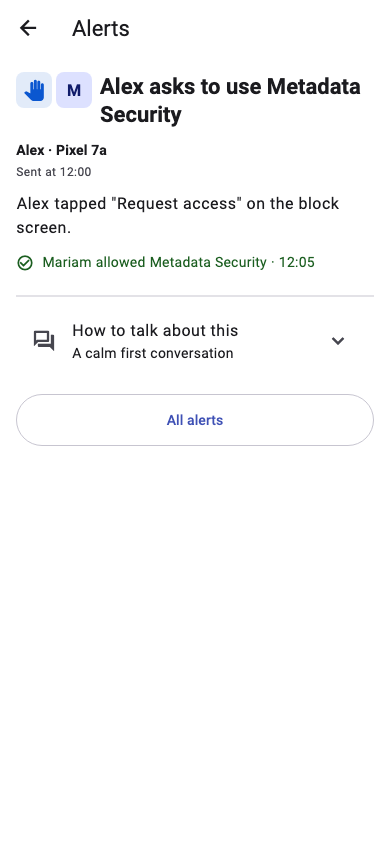 Alerts
M
Alex asks to use Metadata
Security
Alex · Pixel 7a
Sent at 12:00
Alex tapped "Request access" on the block
screen.
Mariam allowed Metadata Security · 12:05
How to talk about this
A calm first conversation
All alerts